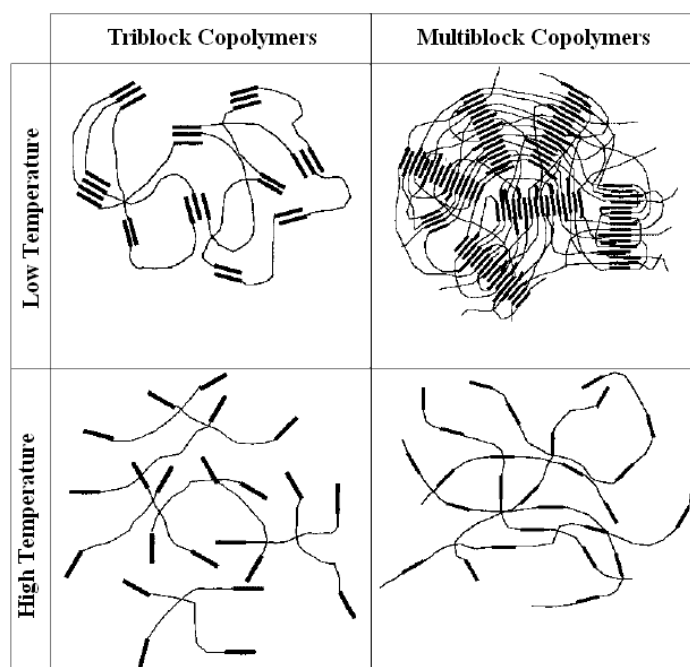 Triblock Copolymers
Multiblock Copolymers
Low Temperature
High Temperature